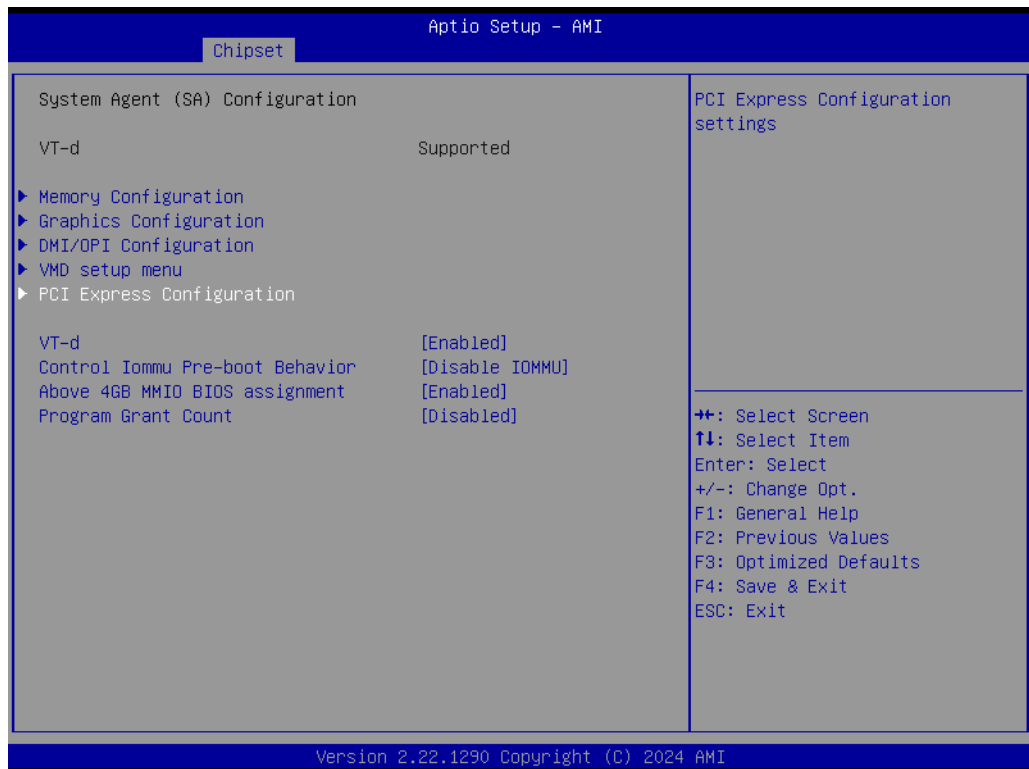 Aptio Setup – AMI
Chipset
System Agent (SA) Configuration
VT-d Supported
Memory Configuration
Graphics Configuration
DMI/OPI Configuration
VMD setup menu
PCI Express Configuration
VT-d [Enabled]
Control Iommu Pre-boot Behavior [Disable IOMMU]
Above 4GB MMIO BIOS assignment [Enabled]
Program Grant Count [Disabled]
PCI Express Configuration
settings
→←: Select Screen
↑↓: Select Item
Enter: Select
+/-: Change Opt.
F1: General Help
F2: Previous Values
F3: Optimized Defaults
F4: Save & Exit
ESC: Exit
Version 2.22.1290 Copyright (C) 2024 AMI